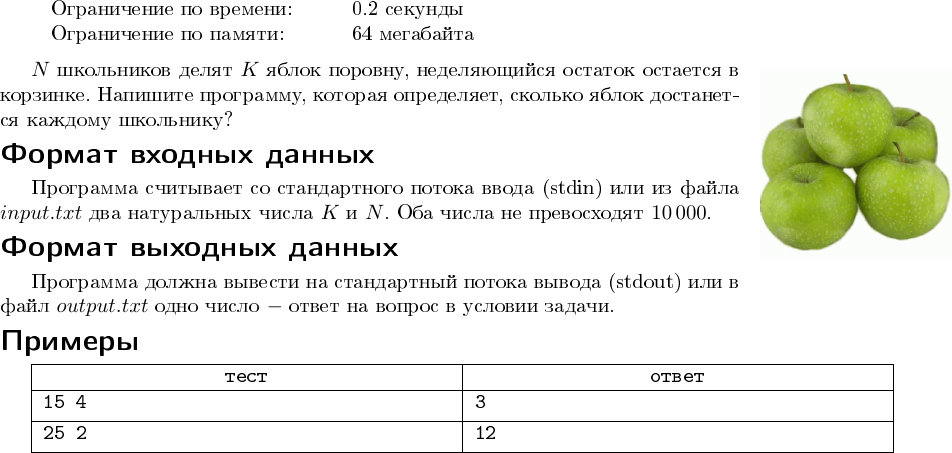 Ограничение по времени: 0.2 секунды
Ограничение по памяти: 64 мегабайта
N школьников делят K яблок поровну, неделяющийся остаток остается в
корзинке. Напишите программу, которая определяет, сколько яблок достанет-
ся каждому школьнику?
Формат входных данных
Программа считывает со стандартного потока ввода (stdin) или из файла
input.txt два натуральных числа K и N. Оба числа не превосходят 10 000.
Формат выходных данных
Программа должна вывести на стандартный потока вывода (stdout) или в
файл output.txt одно число − ответ на вопрос в условии задачи.
Примеры
тест ответ
15 4 3
25 2 12